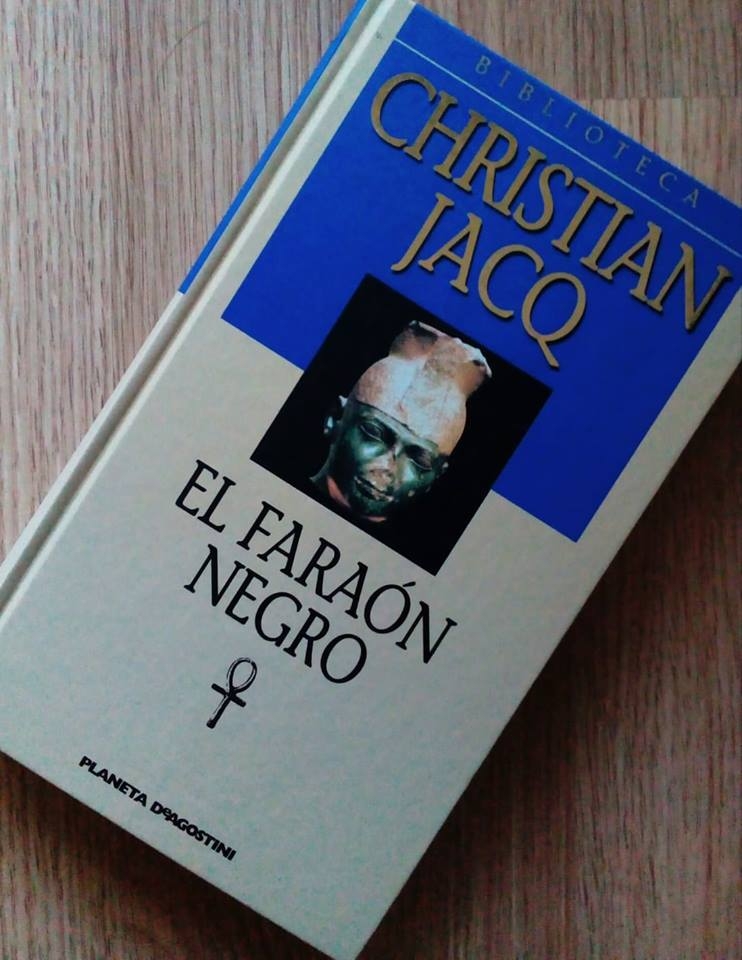 BIBLIOTECA
CHRISTIAN
JACQ
EL FARAÓN
NEGRO
PLANETA DeAGOSTINI